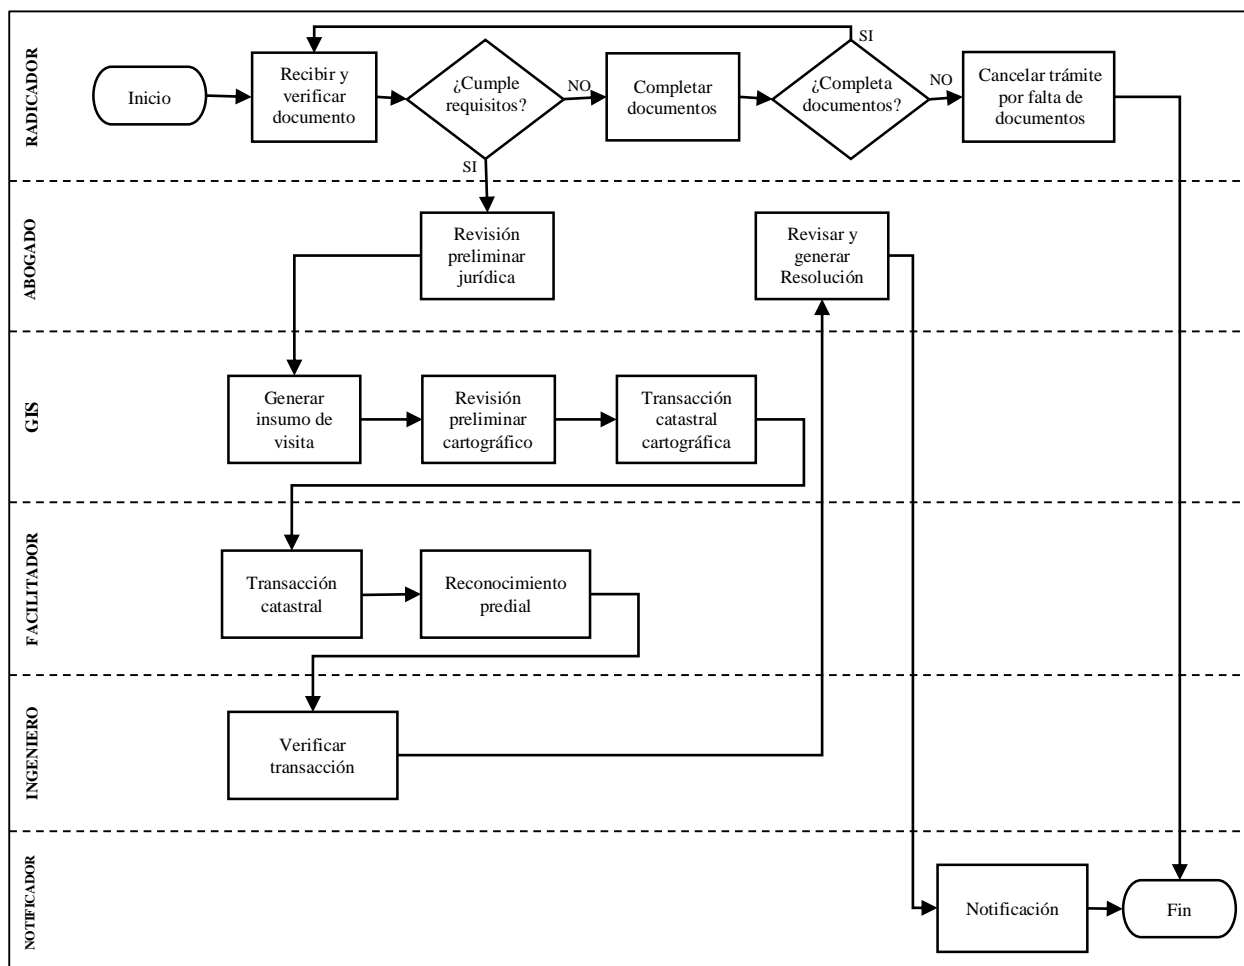 RADICADOR
Inicio
Recibir y
verificar
documento
¿Cumple
requisitos?
NO
SI
Completar
documentos
SI
¿Completa
documentos?
NO
Cancelar trámite
por falta de
documentos
ABOGADO
Revisión
preliminar
jurídica
Revisar y
generar
Resolución
GIS
Generar
insumo de
visita
Revisión
preliminar
cartográfico
Transacción
catastral
cartográfica
FACILITADOR
Transacción
catastral
Reconocimiento
predial
INGENIERO
Verificar
transacción
NOTIFICADOR
Notificación
Fin